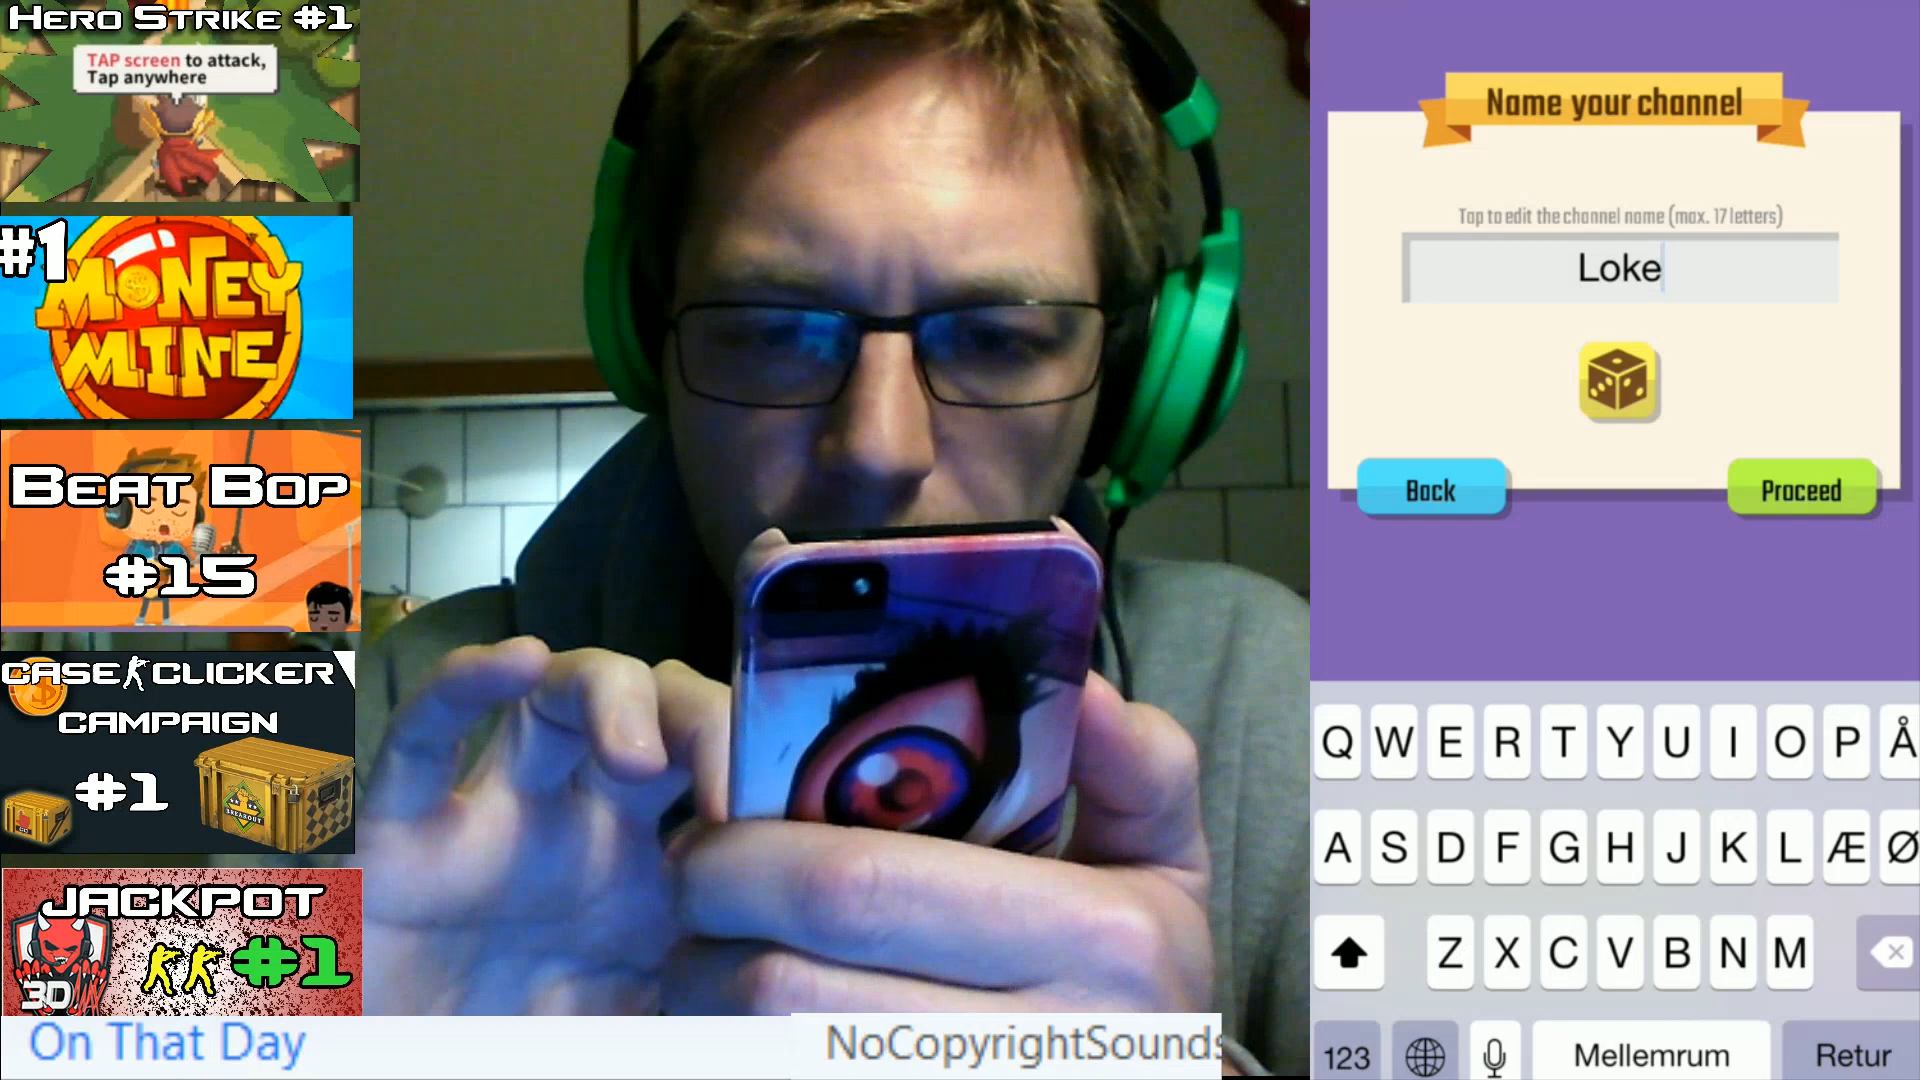 HERO STRIKE #1
TAP screen to attack,
Tap anywhere
#1
MONEY
MINE
BEAT BOP
#15
CASE CLICKER
CAMPAIGN
#1
BREAKOUT
JACKPOT
#1
3D
On That Day
NoCopyrightSounds
Name your channel
Tap to edit the channel name (max. 17 letters)
Loke
Back
Proceed
Q W E R T Y U I O P Å
A S D F G H J K L Æ Ø
Z X C V B N M
123
Mellemrum
Retur